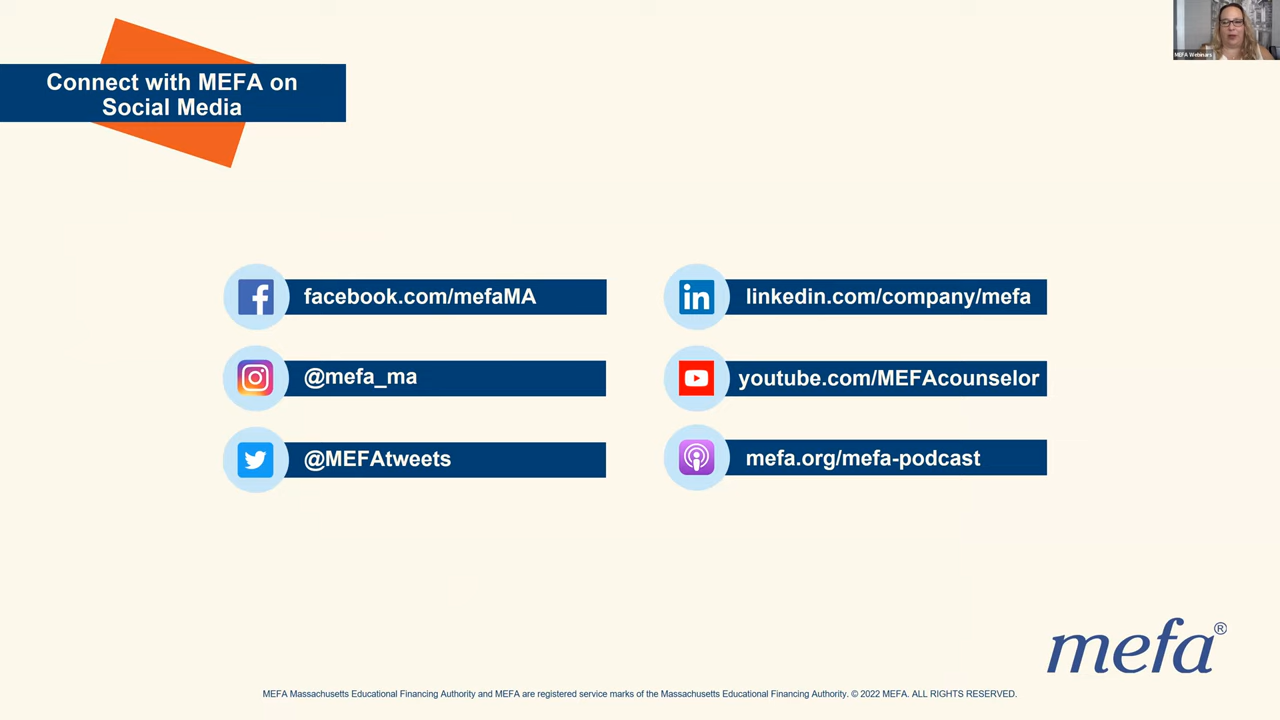 Connect with MEFA on
Social Media
MEFA Webinars
facebook.com/mefaMA
@mefa_ma
@MEFAtweets
linkedin.com/company/mefa
youtube.com/MEFAcounselor
mefa.org/mefa-podcast
mefa®
MEFA Massachusetts Educational Financing Authority and MEFA are registered service marks of the Massachusetts Educational Financing Authority. © 2022 MEFA. ALL RIGHTS RESERVED.